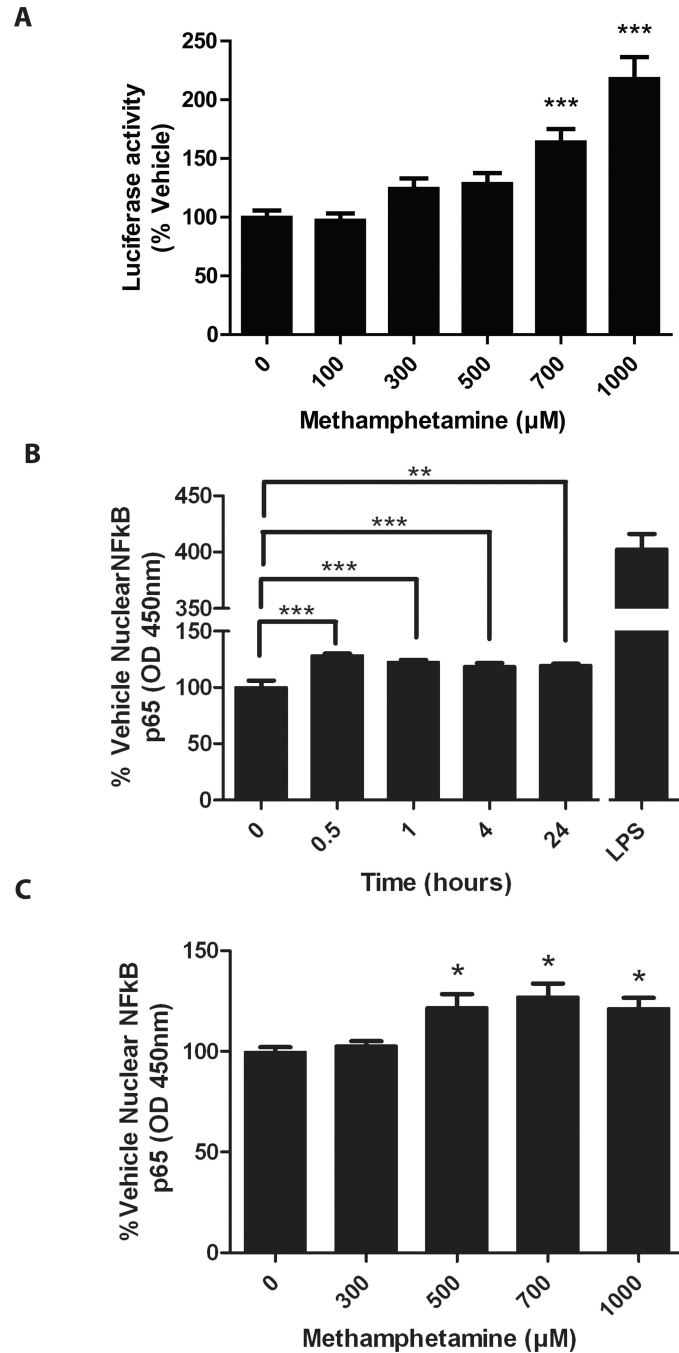 A
Luciferase activity
(% Vehicle)
250
200
150
100
50
0
***
***
0 100 300 500 700 1000
Methamphetamine (µM)
B
% Vehicle NuclearNFkB
p65 (OD 450nm)
450
400
350
150
100
50
0
**
***
***
***
0 0.5 1 4 24 LPS
Time (hours)
C
% Vehicle Nuclear NFkB
p65 (OD 450nm)
150
100
50
0
* * *
0 300 500 700 1000
Methamphetamine (µM)